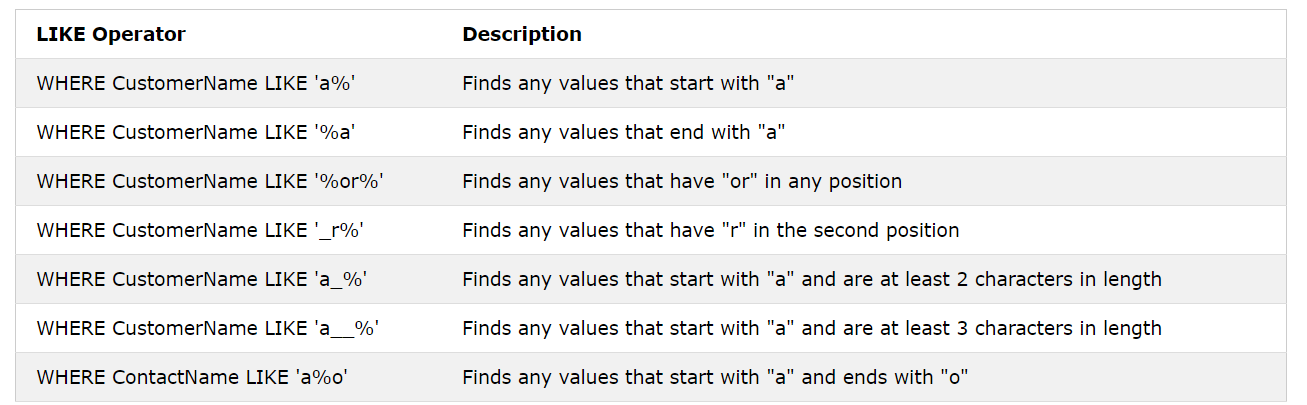 LIKE Operator Description
WHERE CustomerName LIKE 'a%' Finds any values that start with "a"
WHERE CustomerName LIKE '%a' Finds any values that end with "a"
WHERE CustomerName LIKE '%or%' Finds any values that have "or" in any position
WHERE CustomerName LIKE '_r%' Finds any values that have "r" in the second position
WHERE CustomerName LIKE 'a_%' Finds any values that start with "a" and are at least 2 characters in length
WHERE CustomerName LIKE 'a__%' Finds any values that start with "a" and are at least 3 characters in length
WHERE ContactName LIKE 'a%o' Finds any values that start with "a" and ends with "o"